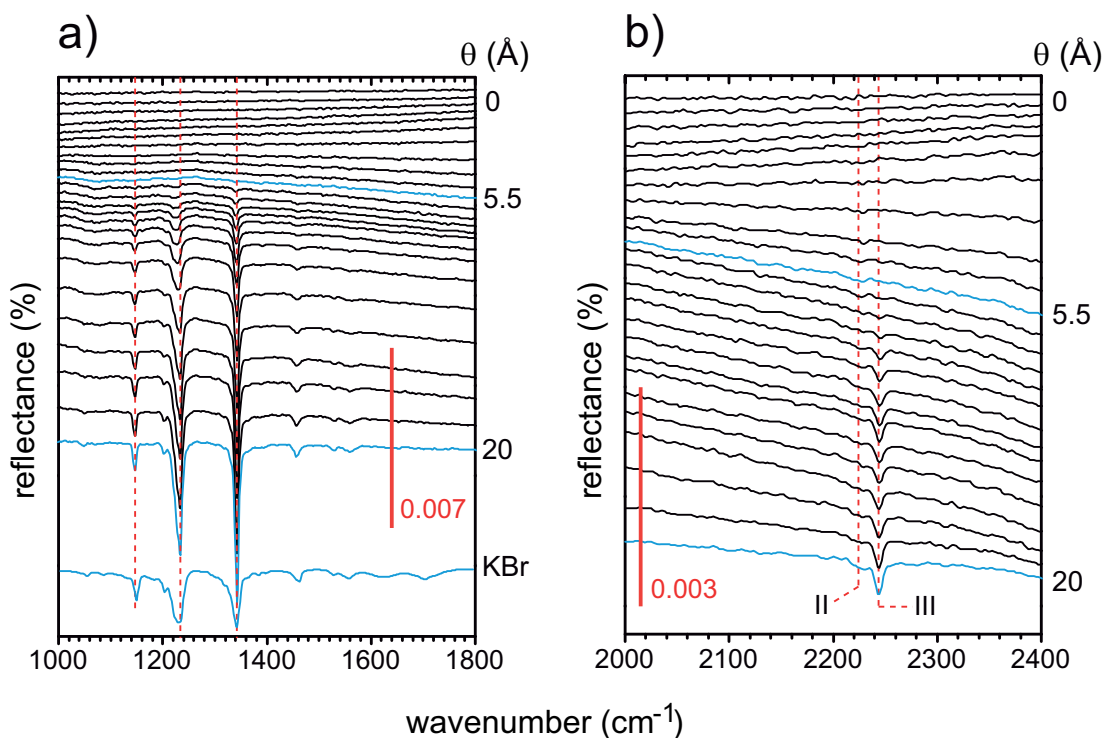 a)
θ (Å)
0
5.5
20
KBr
0.007
reflectance (%)
1000 1200 1400 1600 1800
b)
θ (Å)
0
5.5
20
0.003
II
III
reflectance (%)
2000 2100 2200 2300 2400
wavenumber (cm⁻¹)